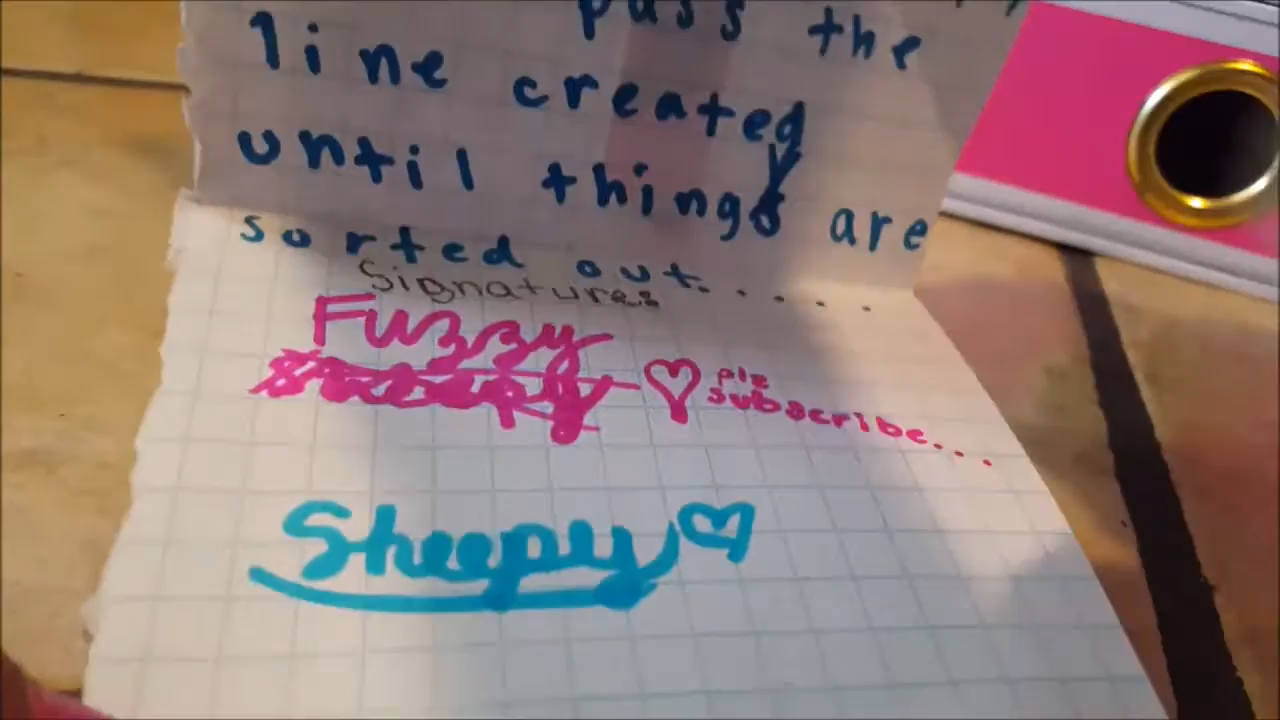 pass the
line created
until things are
sorted out......
Signatures
Fuzzy
♡ plz
subscribe...
Sheepy ♡